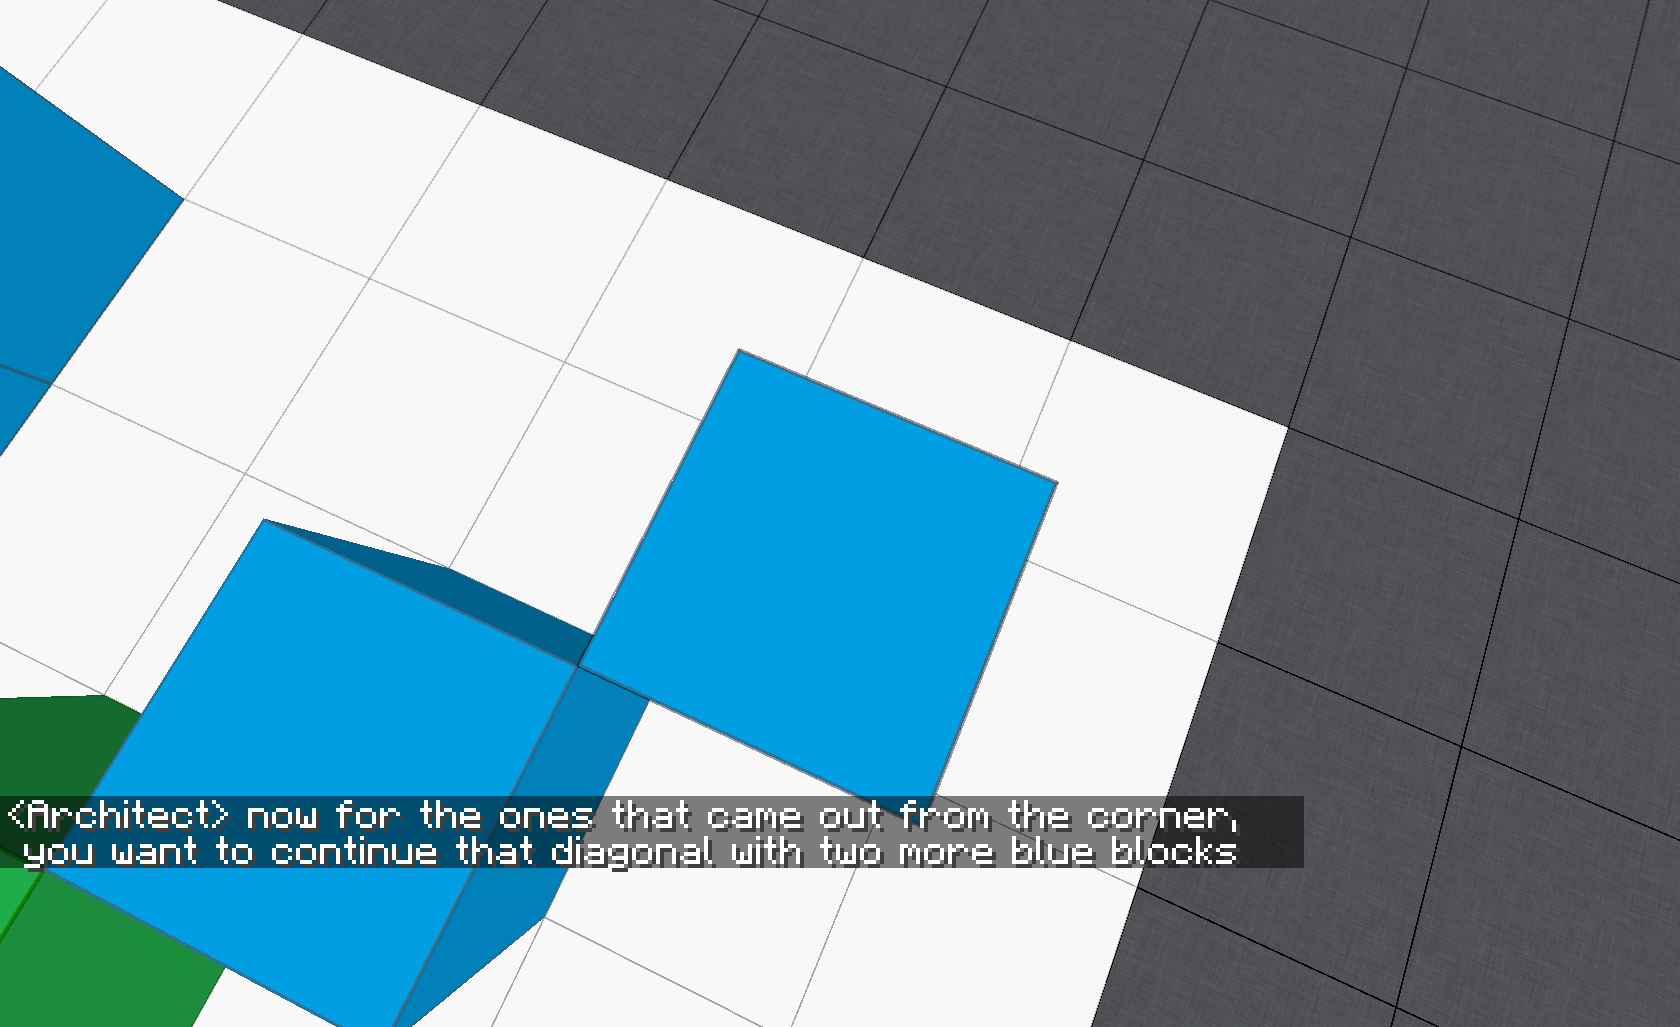 <Architect> now for the ones that came out from the corner,
you want to continue that diagonal with two more blue blocks